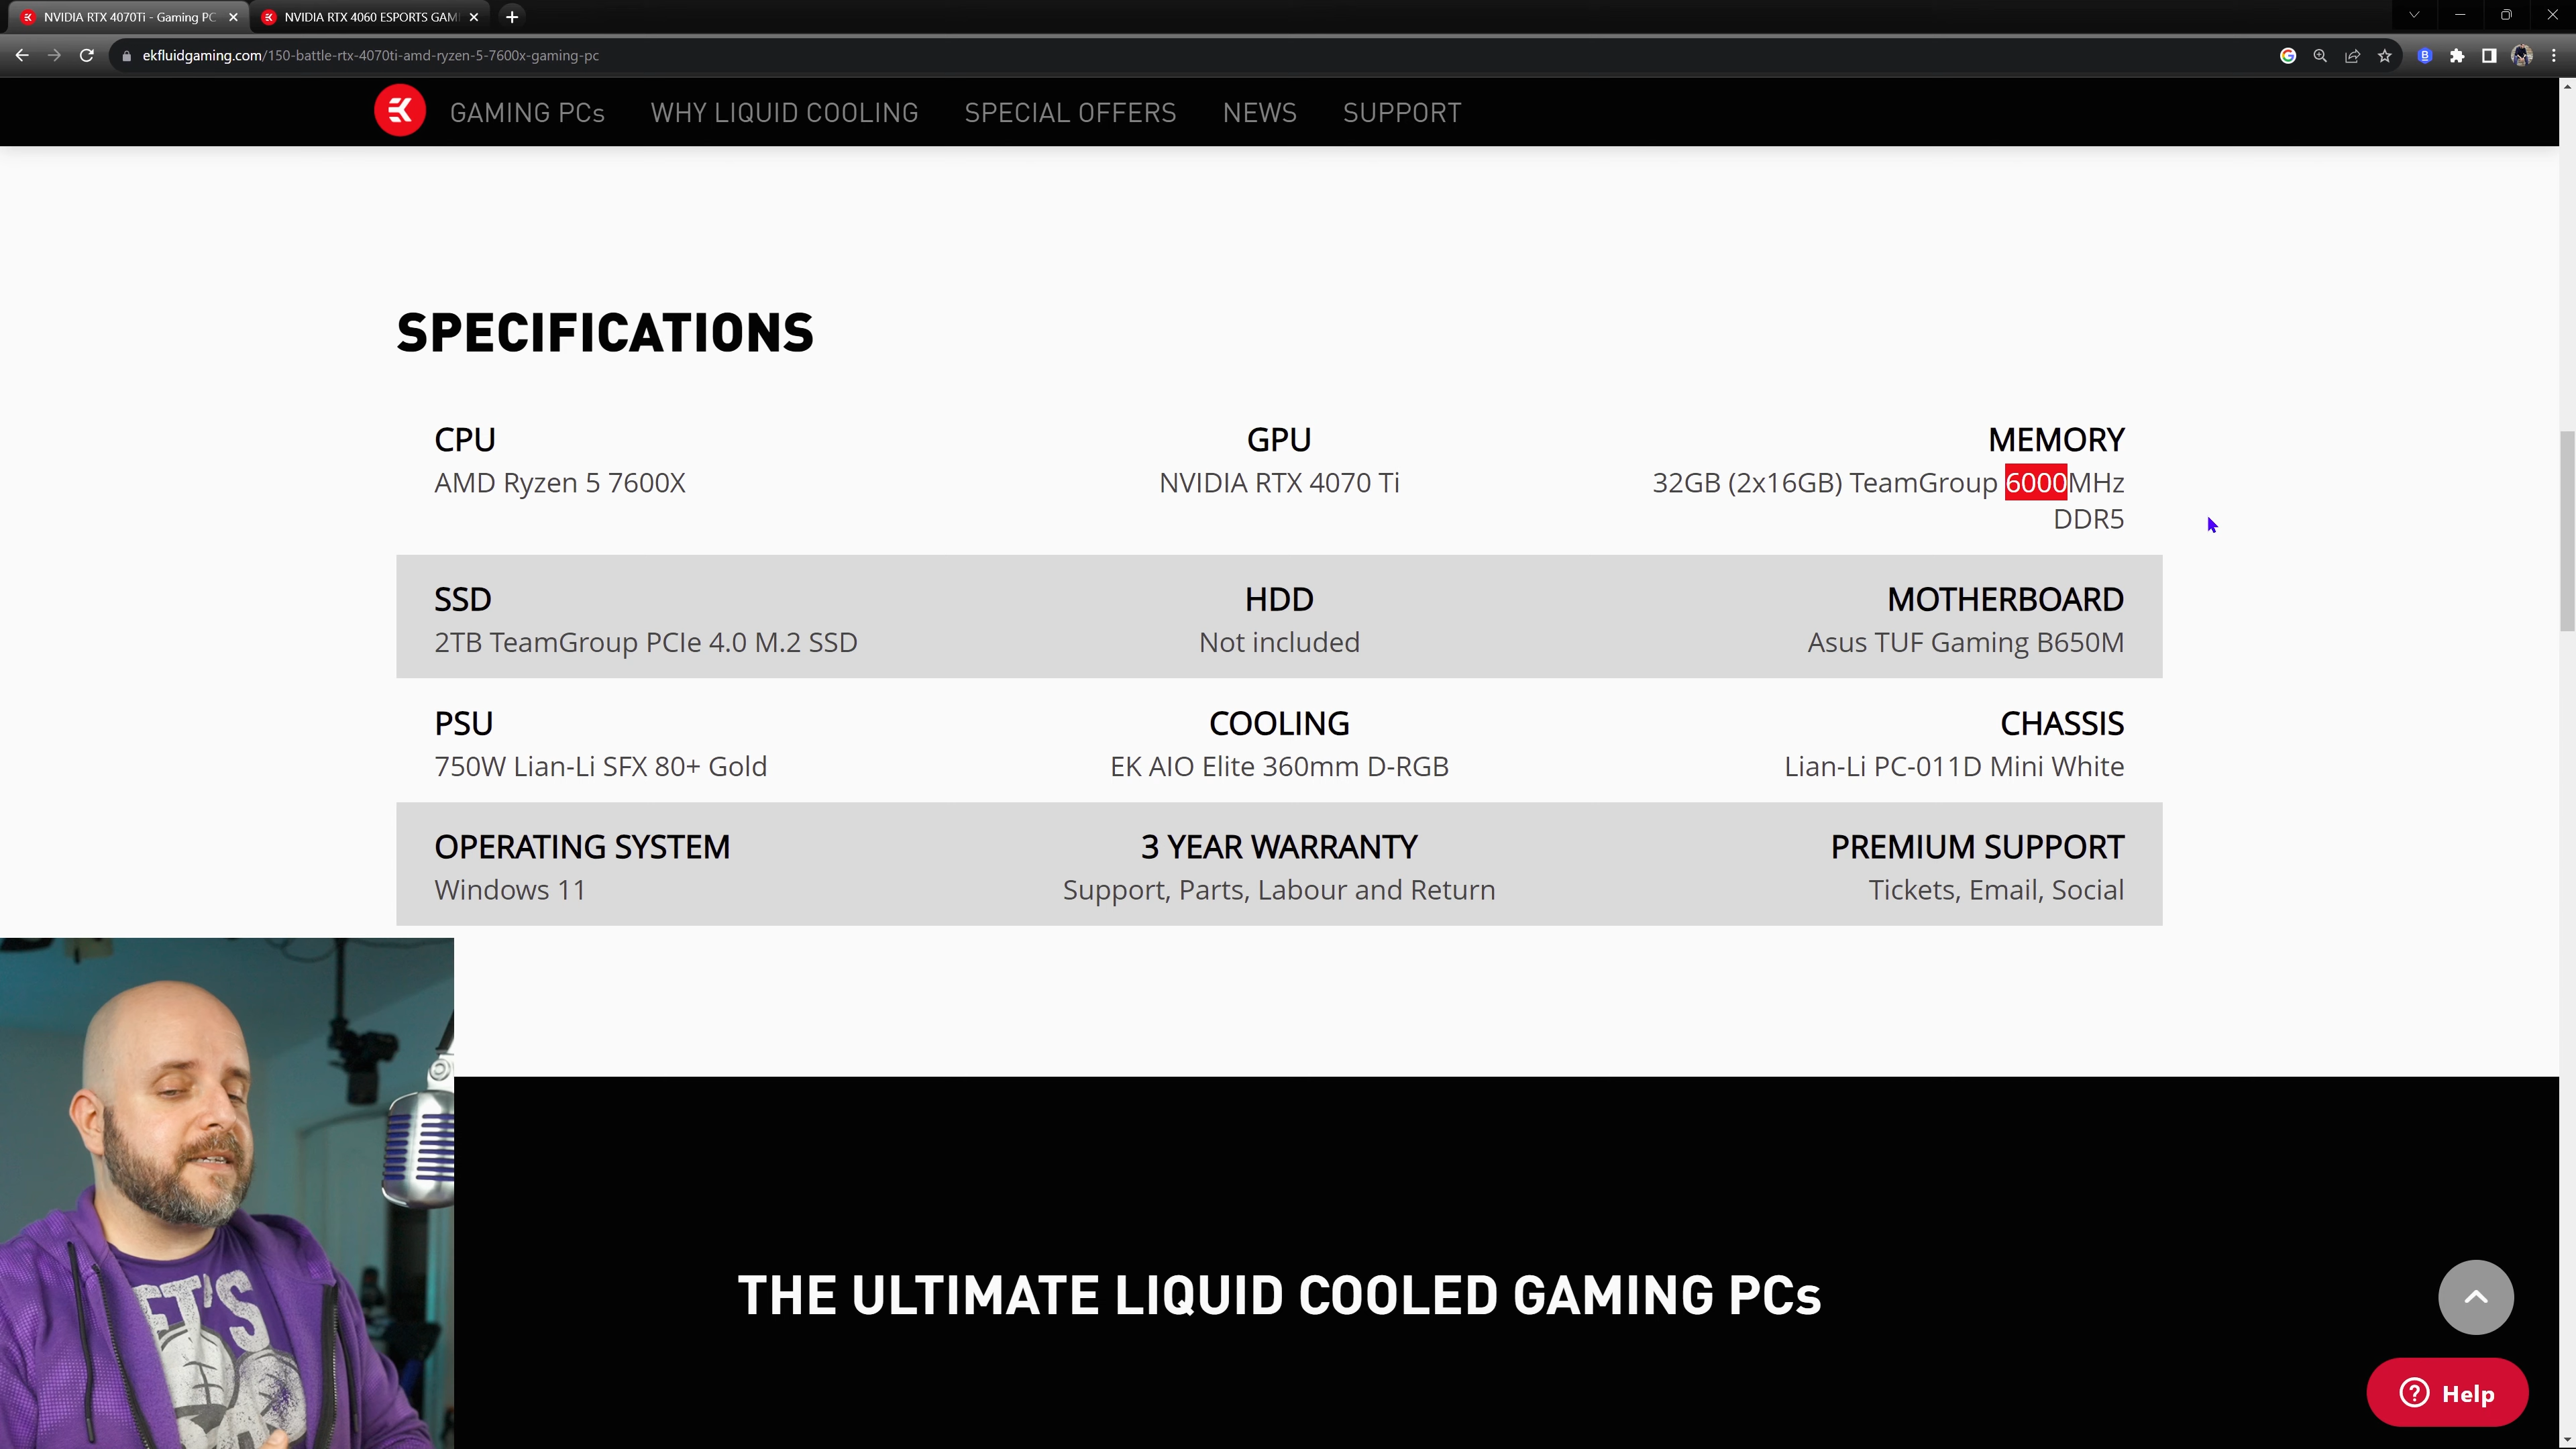 NVIDIA RTX 4070Ti - Gaming PC
NVIDIA RTX 4060 ESPORTS GAMI
ekfluidgaming.com/150-battle-rtx-4070ti-amd-ryzen-5-7600x-gaming-pc
GAMING PCs WHY LIQUID COOLING SPECIAL OFFERS NEWS SUPPORT
SPECIFICATIONS
CPU
AMD Ryzen 5 7600X
GPU
NVIDIA RTX 4070 Ti
MEMORY
32GB (2x16GB) TeamGroup 6000MHz
DDR5
SSD
2TB TeamGroup PCIe 4.0 M.2 SSD
HDD
Not included
MOTHERBOARD
Asus TUF Gaming B650M
PSU
750W Lian-Li SFX 80+ Gold
COOLING
EK AIO Elite 360mm D-RGB
CHASSIS
Lian-Li PC-011D Mini White
OPERATING SYSTEM
Windows 11
3 YEAR WARRANTY
Support, Parts, Labour and Return
PREMIUM SUPPORT
Tickets, Email, Social
THE ULTIMATE LIQUID COOLED GAMING PCs
Help